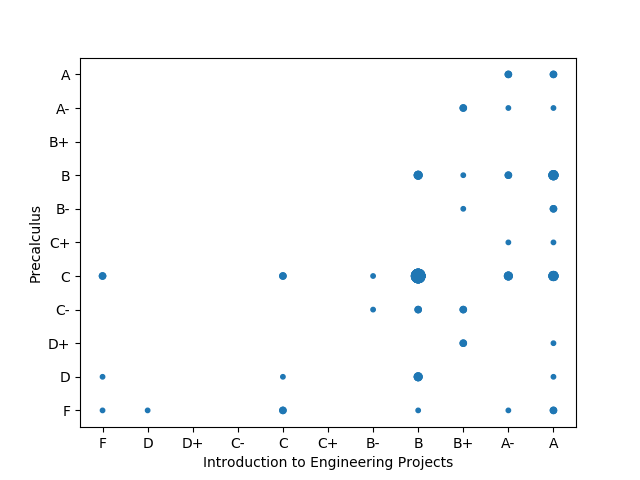 A
A-
B+
B
B-
C+
C
C-
D+
D
F
Precalculus
F D D+ C- C C+ B- B B+ A- A
Introduction to Engineering Projects